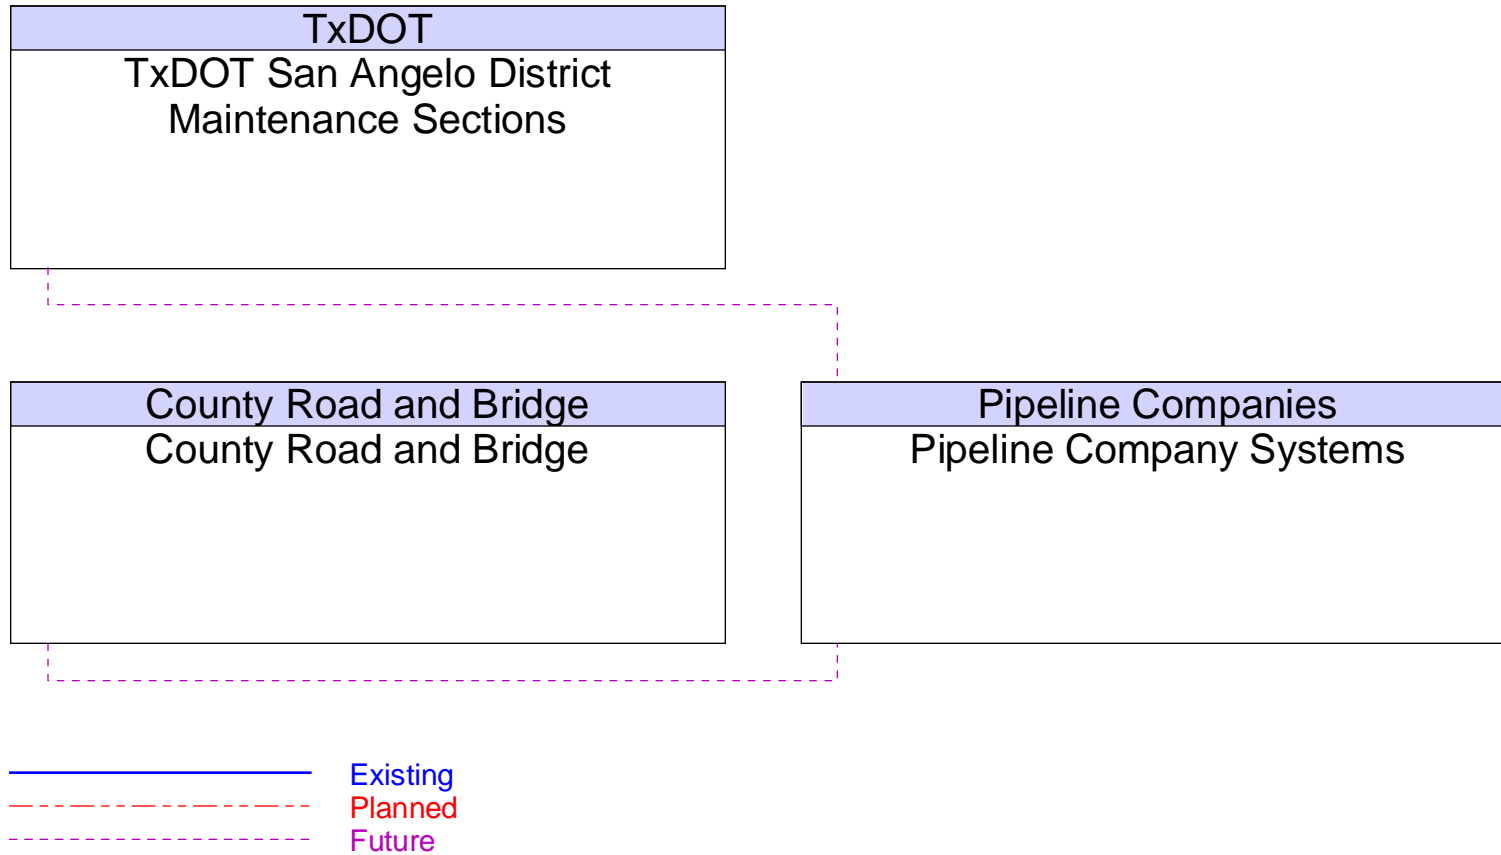 TxDOT
TxDOT San Angelo District
Maintenance Sections
County Road and Bridge
County Road and Bridge
Pipeline Companies
Pipeline Company Systems
Existing
Planned
Future